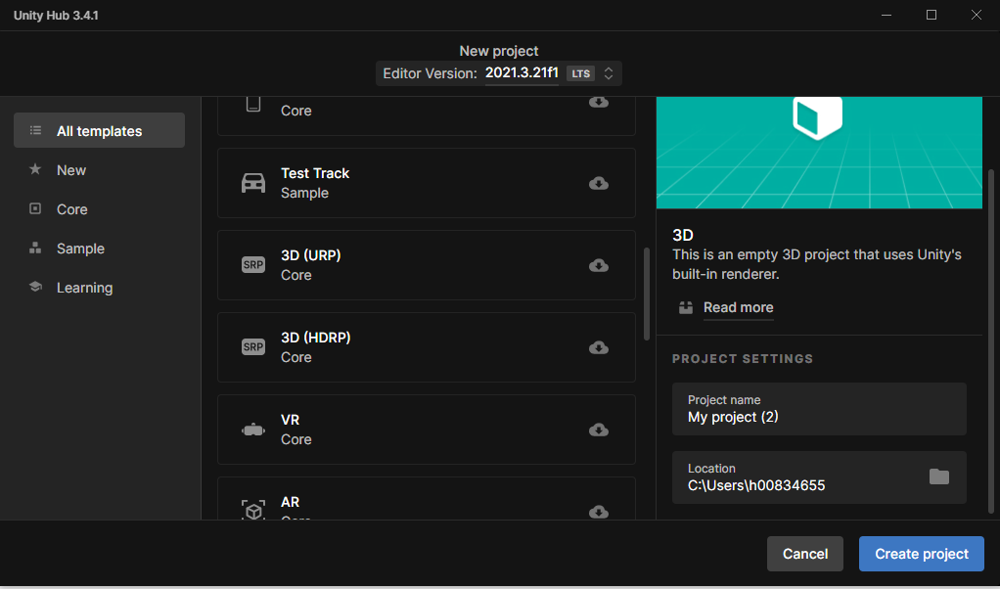 Unity Hub 3.4.1
New project
Editor Version: 2021.3.21f1 LTS
All templates
New
Core
Sample
Learning
Core
Test Track
Sample
SRP
3D (URP)
Core
SRP
3D (HDRP)
Core
VR
Core
AR
Core
3D
This is an empty 3D project that uses Unity's
built-in renderer.
Read more
PROJECT SETTINGS
Project name
My project (2)
Location
C:\Users\h00834655
Cancel
Create project